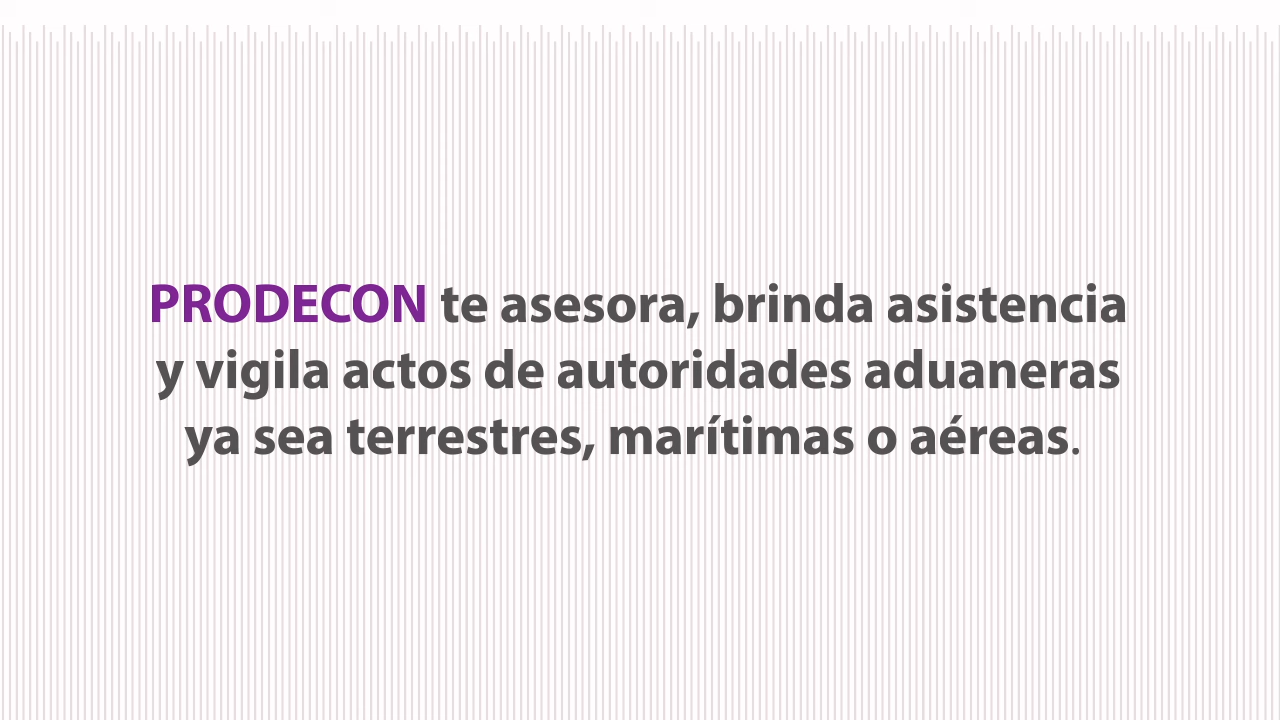 PRODECON te asesora, brinda asistencia
y vigila actos de autoridades aduaneras
ya sea terrestres, marítimas o aéreas.